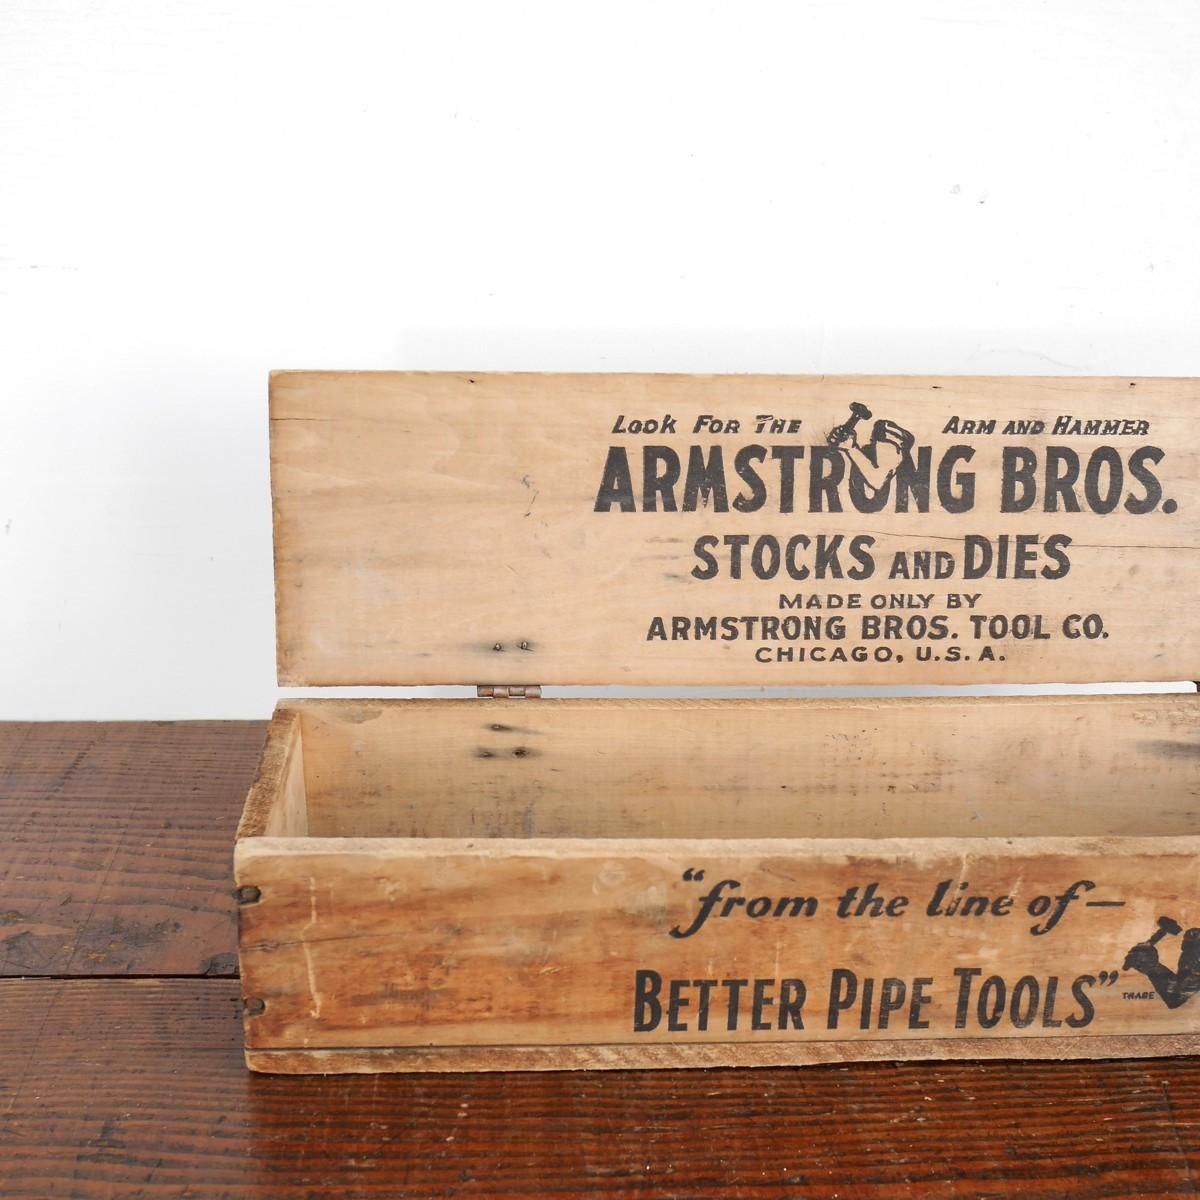 Look For The Arm and Hammer
ARMSTRONG BROS.
STOCKS AND DIES
MADE ONLY BY
ARMSTRONG BROS. TOOL CO.
CHICAGO, U.S.A.
"from the line of—
BETTER PIPE TOOLS"
TRADE